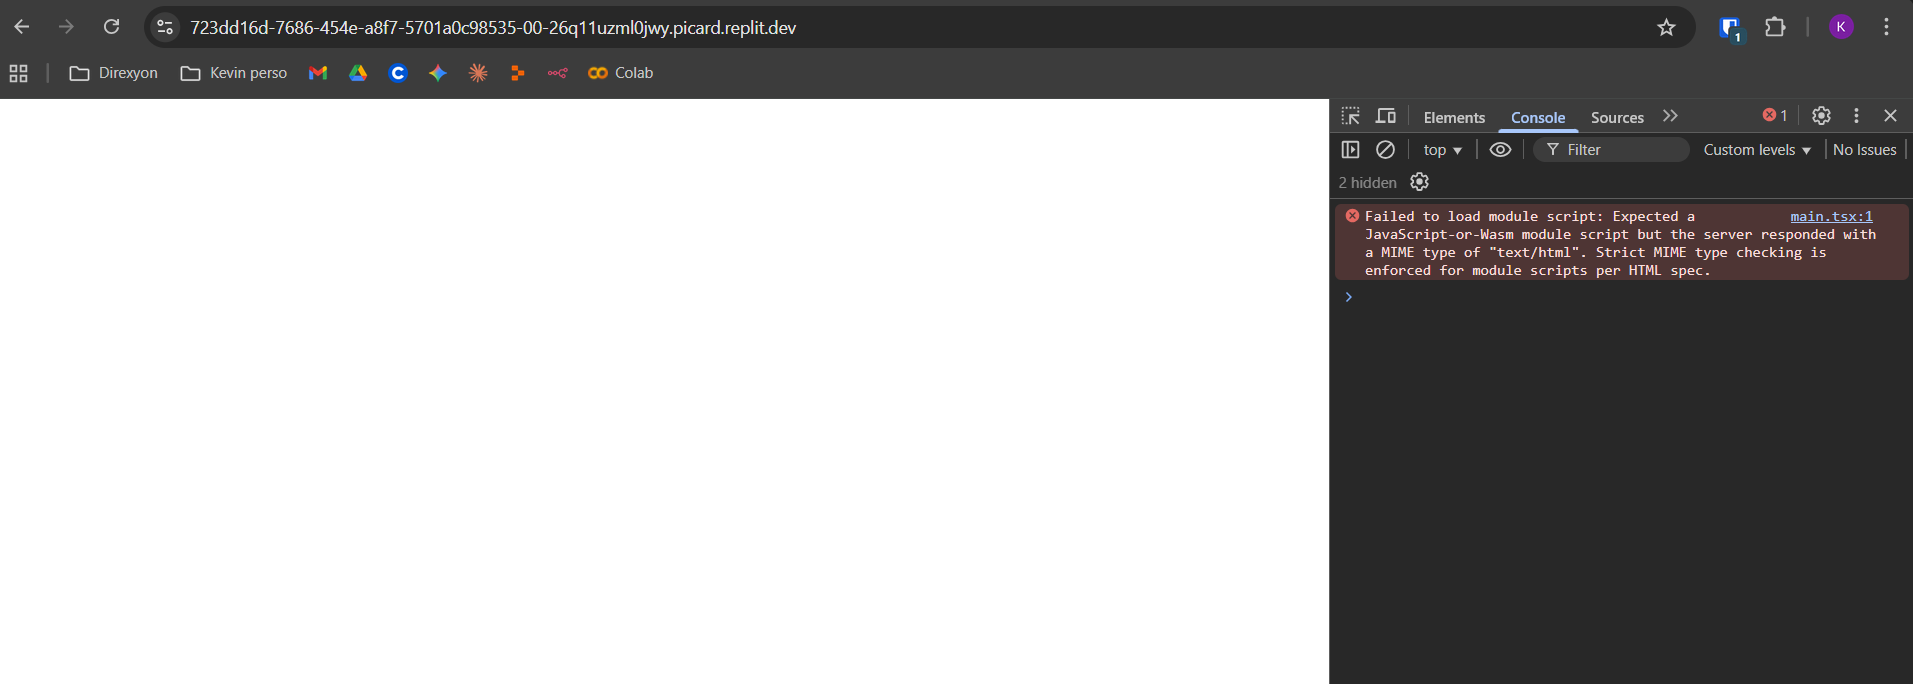 723dd16d-7686-454e-a8f7-5701a0c98535-00-26q11uzml0jwy.picard.replit.dev
1
K
Direxyon
Kevin perso
Colab
Elements
Console
Sources
1
top
Filter
Custom levels
No Issues
2 hidden
Failed to load module script: Expected a main.tsx:1
JavaScript-or-Wasm module script but the server responded with
a MIME type of "text/html". Strict MIME type checking is
enforced for module scripts per HTML spec.